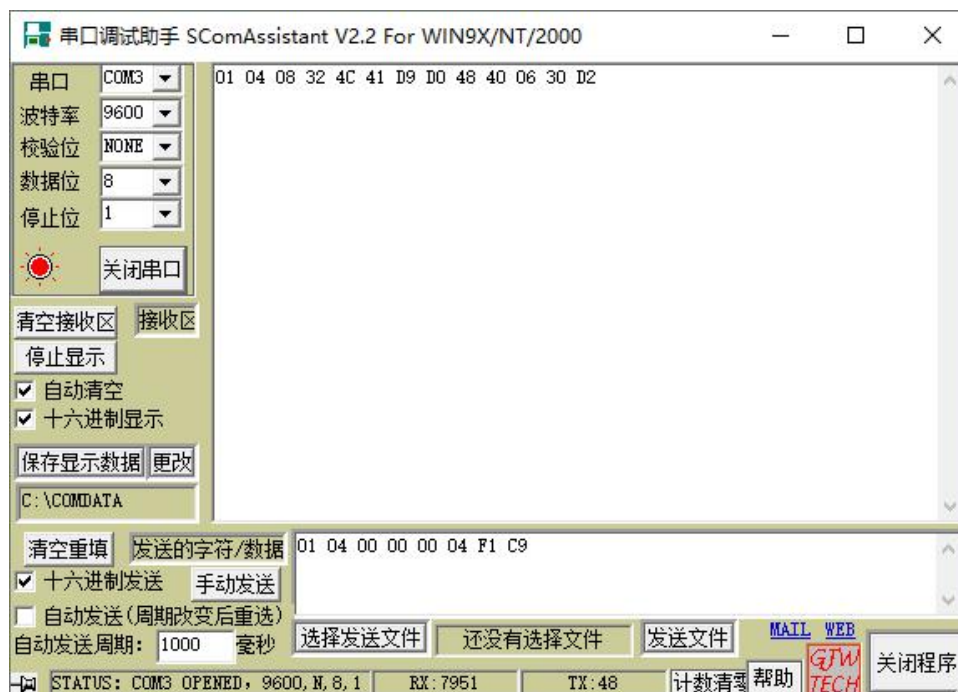 串口调试助手 SComAssistant V2.2 For WIN9X/NT/2000
串口 COM3
波特率 9600
校验位 NONE
数据位 8
停止位 1
关闭串口
清空接收区 接收区
停止显示
自动清空
十六进制显示
保存显示数据 更改
C:\COMDATA
01 04 08 32 4C 41 D9 D0 48 40 06 30 D2
清空重填 发送的字符/数据 01 04 00 00 00 04 F1 C9
十六进制发送 手动发送
自动发送(周期改变后重选)
自动发送周期: 1000 毫秒 选择发送文件 还没有选择文件 发送文件 MAIL WEB
GJW TECH 关闭程序
STATUS: COM3 OPENED, 9600,N,8,1 RX:7951 TX:48 计数清零 帮助